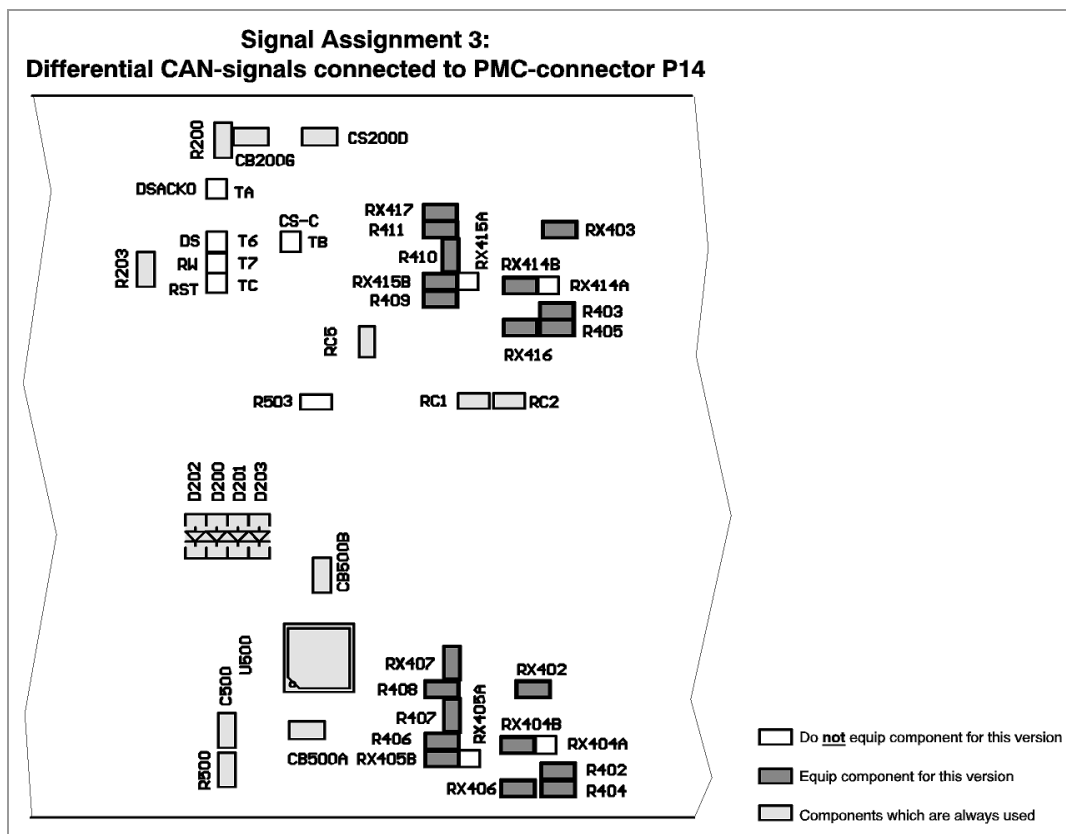 Signal Assignment 3:
Differential CAN-signals connected to PMC-connector P14
R200
CB200G
CS200D
DSACK0
TA
CS-C
TB
DS
T6
RW
T7
RST
TC
R203
RX417
R411
R410
RX415A
RX415B
R409
RX403
RX414B
RX414A
R403
R405
RX416
RC5
R503
RC1
RC2
D202
D200
D201
D203
CB500B
U500
C500
R500
CB500A
RX407
R408
R407
RX405A
R406
RX405B
RX402
RX404B
RX404A
R402
RX406
R404
Do not equip component for this version
Equip component for this version
Components which are always used